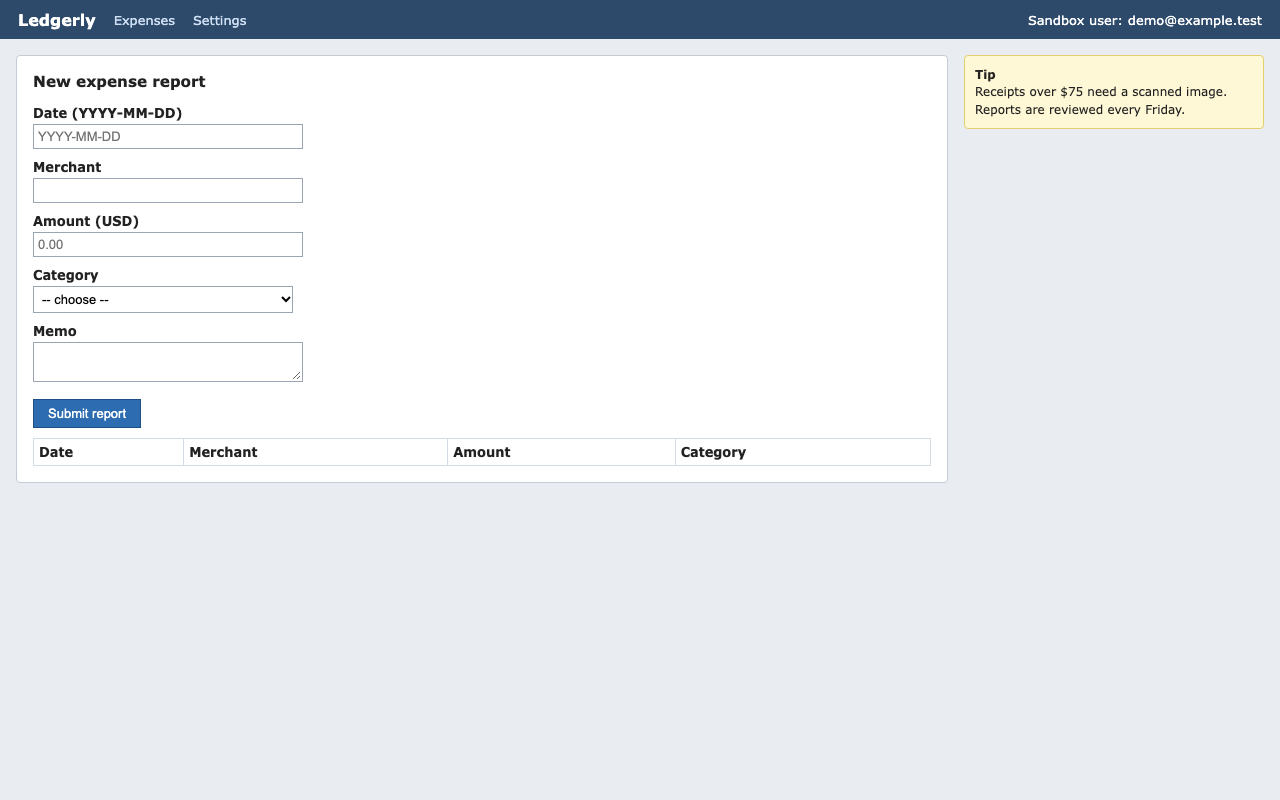 Ledgerly Expenses Settings Sandbox user: demo@example.test
New expense report
Date (YYYY-MM-DD)
YYYY-MM-DD
Merchant
Amount (USD)
0.00
Category
-- choose --
Memo
Submit report
Date Merchant Amount Category
Tip
Receipts over $75 need a scanned image.
Reports are reviewed every Friday.